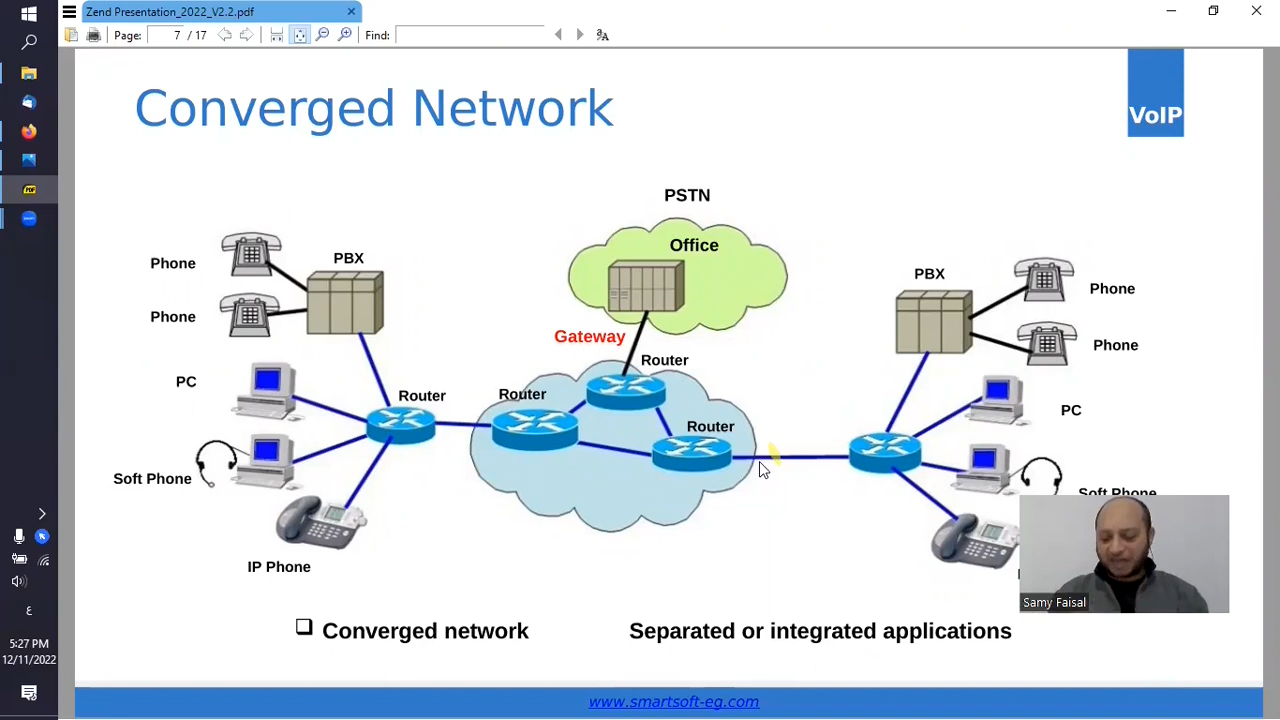 Zend Presentation_2022_V2.2.pdf
Page: 7 / 17 Find:
Converged Network
VoIP
PSTN
Office
PBX
PBX
Phone
Phone
Phone
Phone
Gateway
Router
PC
Router
Router
PC
Router
Soft Phone
Soft Phone
IP Phone
Samy Faisal
Converged network
Separated or integrated applications
www.smartsoft-eg.com
ع
5:27 PM
12/11/2022